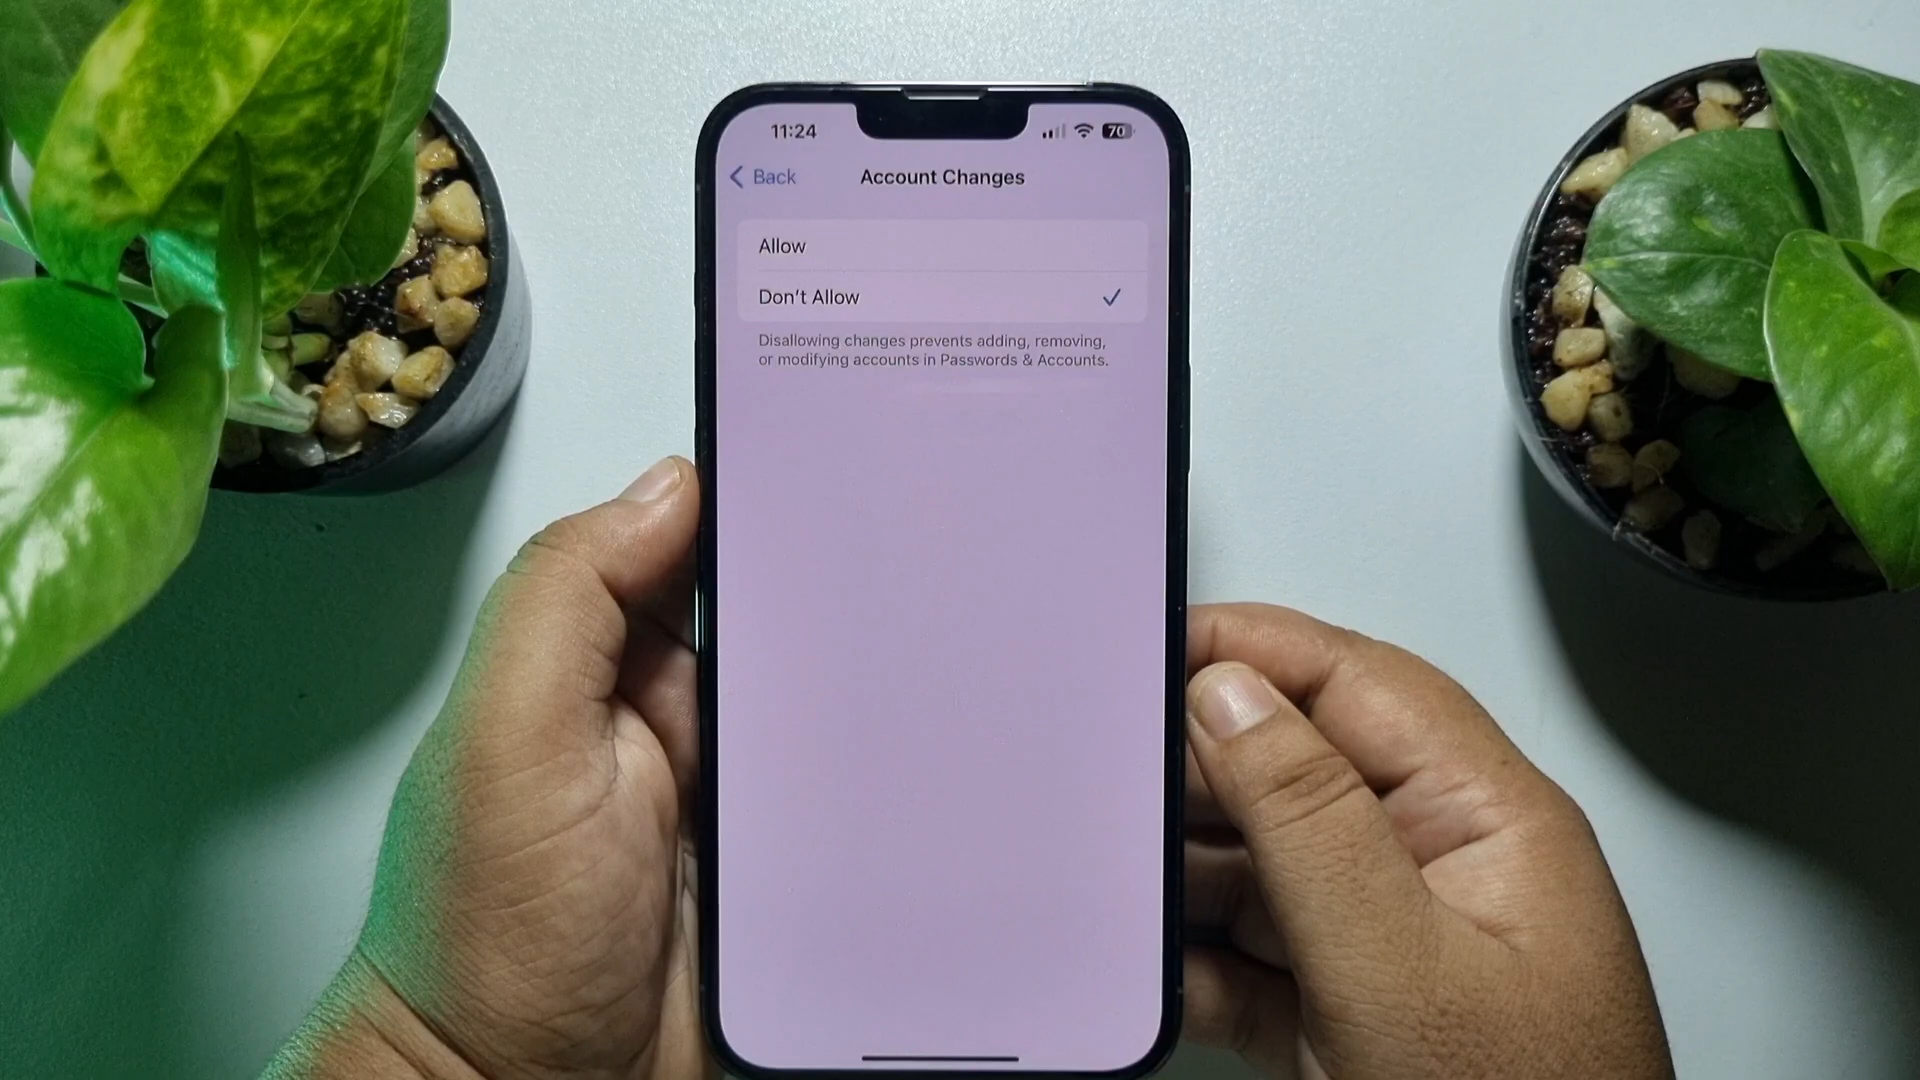 11:24
70
Back
Account Changes
Allow
Don't Allow
Disallowing changes prevents adding, removing,
or modifying accounts in Passwords & Accounts.